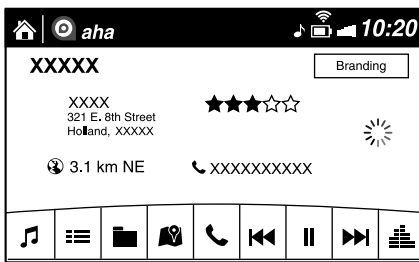 aha 10:20
XXXXX Branding
XXXX
321 E. 8th Street
Holland, XXXXX
3.1 km NE XXXXXXXXXX